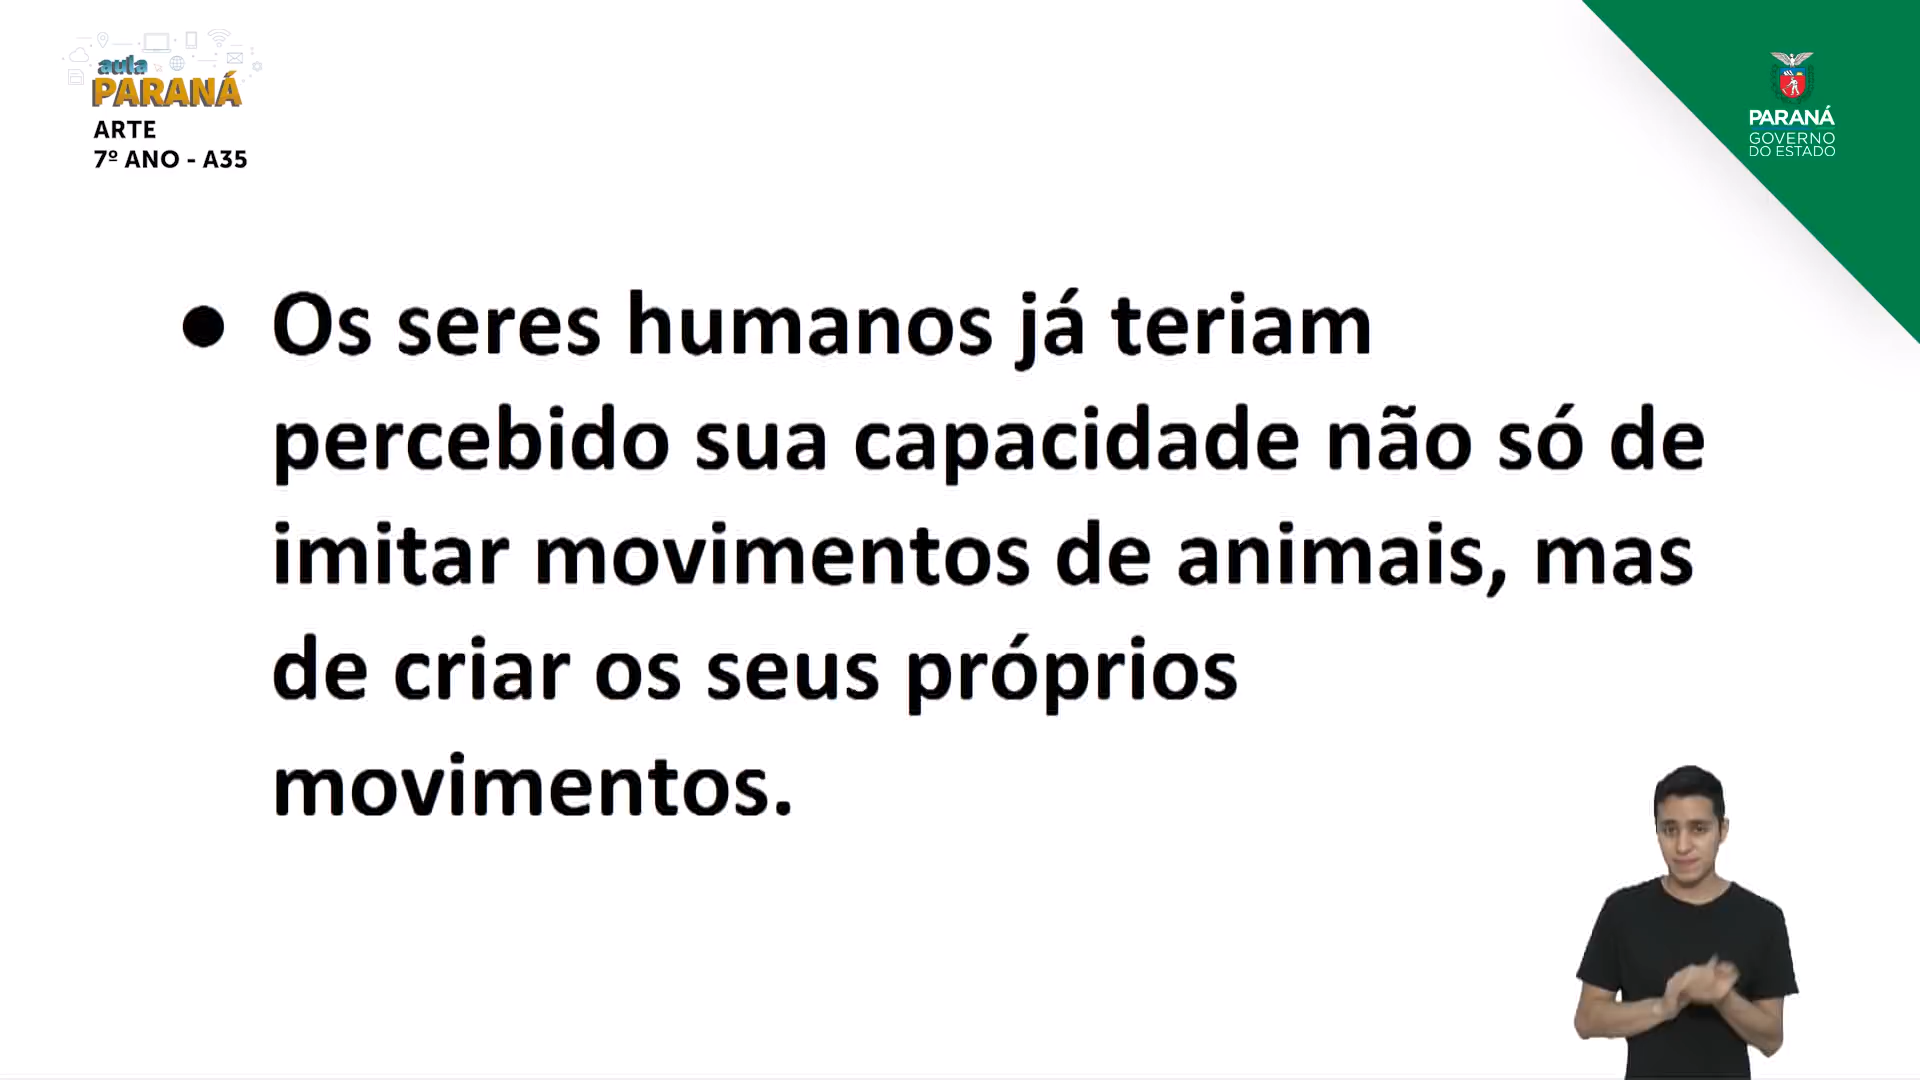 aula
PARANÁ
ARTE
7º ANO - A35
PARANÁ
GOVERNO
DO ESTADO
● Os seres humanos já teriam
percebido sua capacidade não só de
imitar movimentos de animais, mas
de criar os seus próprios
movimentos.